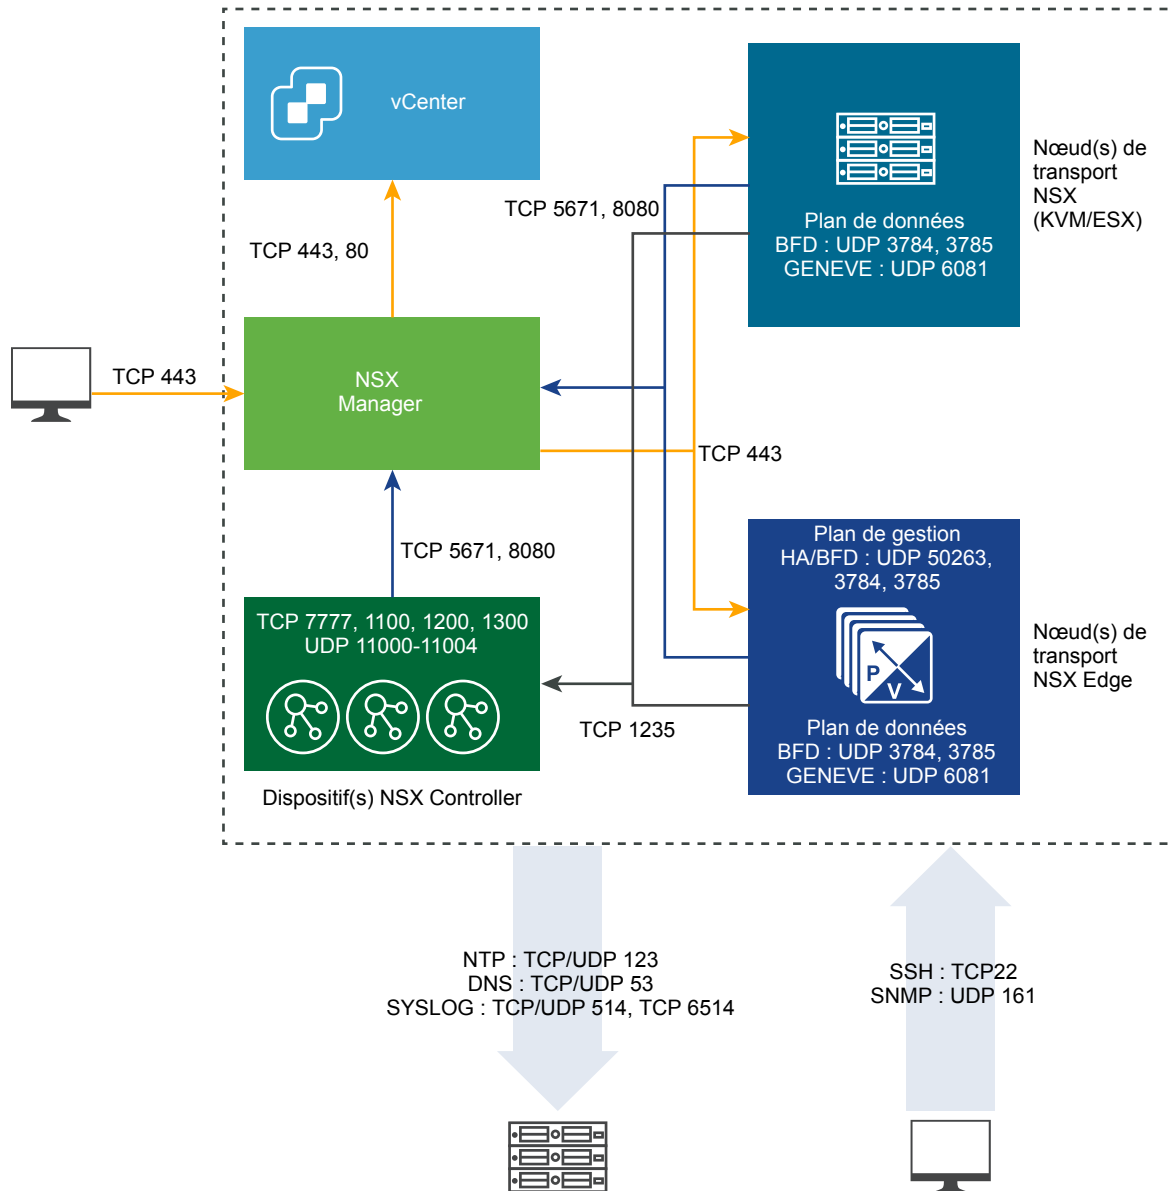 vCenter
TCP 443, 80
TCP 5671, 8080
Plan de données
BFD : UDP 3784, 3785
GENEVE : UDP 6081
Nœud(s) de
transport
NSX
(KVM/ESX)
TCP 443
NSX
Manager
TCP 443
TCP 5671, 8080
TCP 7777, 1100, 1200, 1300
UDP 11000-11004
Dispositif(s) NSX Controller
TCP 1235
Plan de gestion
HA/BFD : UDP 50263,
3784, 3785
P
V
Plan de données
BFD : UDP 3784, 3785
GENEVE : UDP 6081
Nœud(s) de
transport
NSX Edge
NTP : TCP/UDP 123
DNS : TCP/UDP 53
SYSLOG : TCP/UDP 514, TCP 6514
SSH : TCP22
SNMP : UDP 161